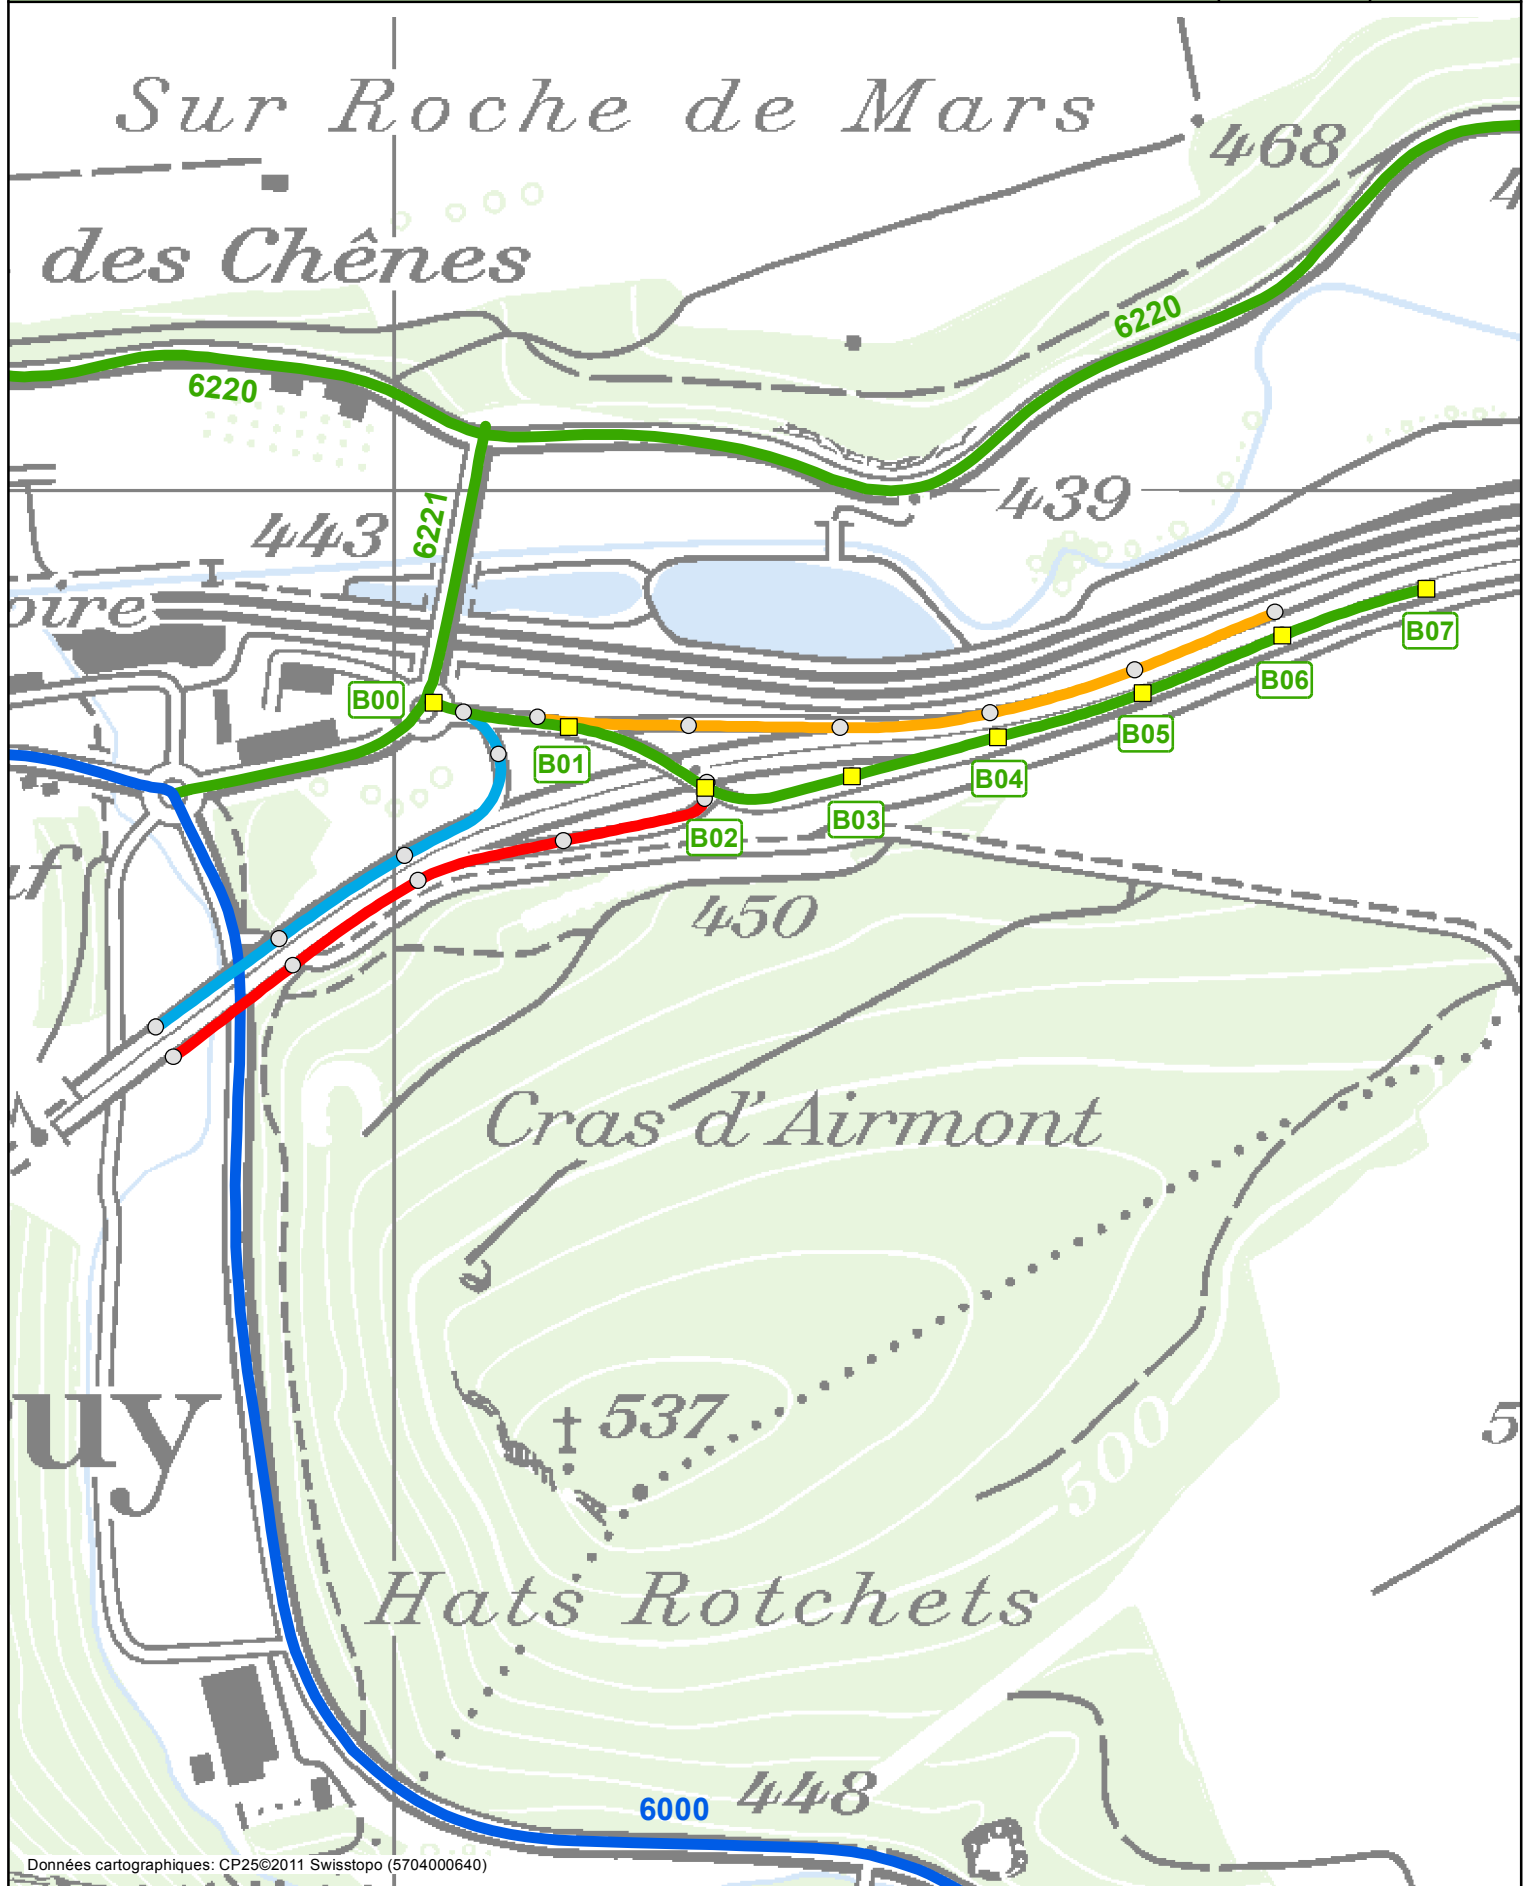 Sur Roche de Mars
468
des Chênes
6220
6220
439
443
6221
oire
B07
B06
B00
B05
B01
B04
B03
B02
450
Cras d'Airmont
537
500
uy
Hats Rotchets
6000
448
Données cartographiques: CP25©2011 Swisstopo (5704000640)